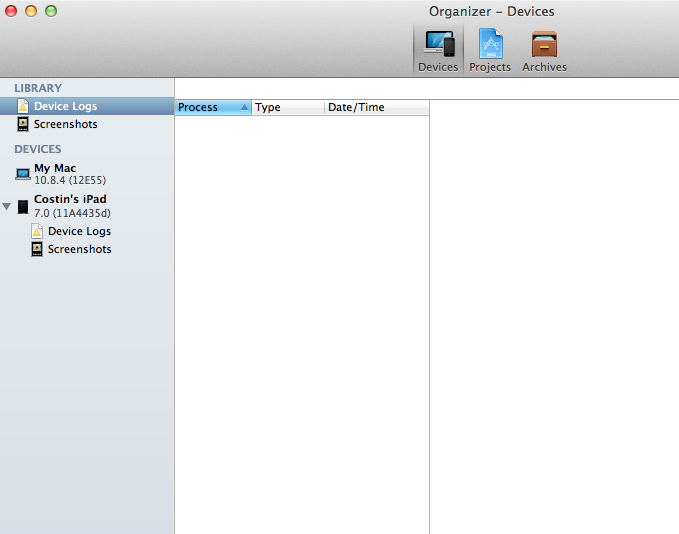 Organizer – Devices
Devices
Projects
Archives
LIBRARY
Device Logs
Screenshots
DEVICES
My Mac
10.8.4 (12E55)
Costin's iPad
7.0 (11A4435d)
Device Logs
Screenshots
Process
Type
Date/Time